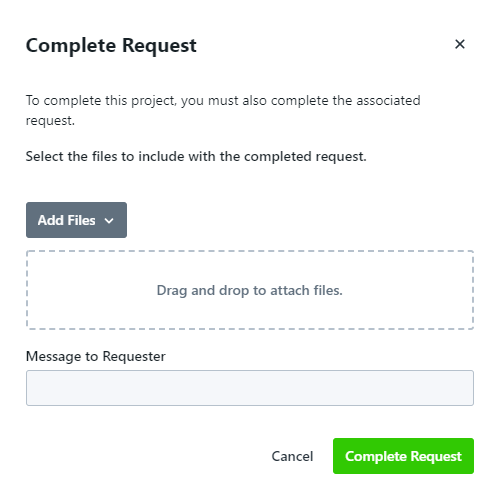 Complete Request
To complete this project, you must also complete the associated
request.
Select the files to include with the completed request.
Add Files
Drag and drop to attach files.
Message to Requester
Cancel
Complete Request